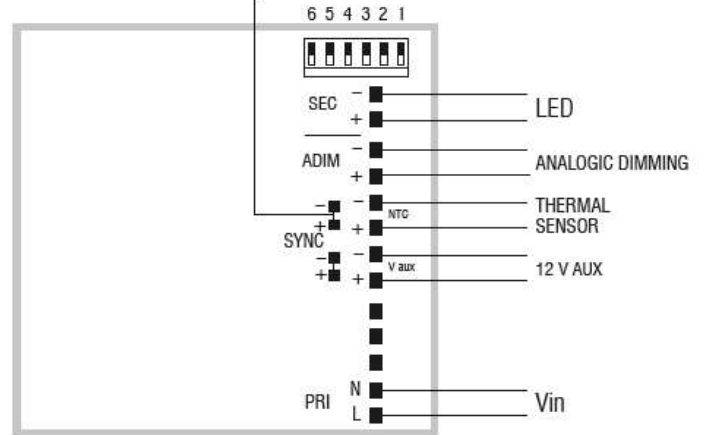 6 5 4 3 2 1
SEC
−
+
LED
ADIM
−
+
ANALOGIC DIMMING
−
+
SYNC
−
+
−
NTC
+
THERMAL
SENSOR
−
V aux
+
12 V AUX
PRI
N
L
Vin